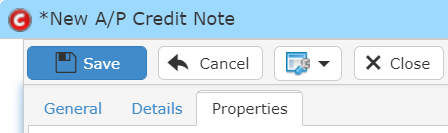 *New A/P Credit Note
Save Cancel Close
General Details Properties